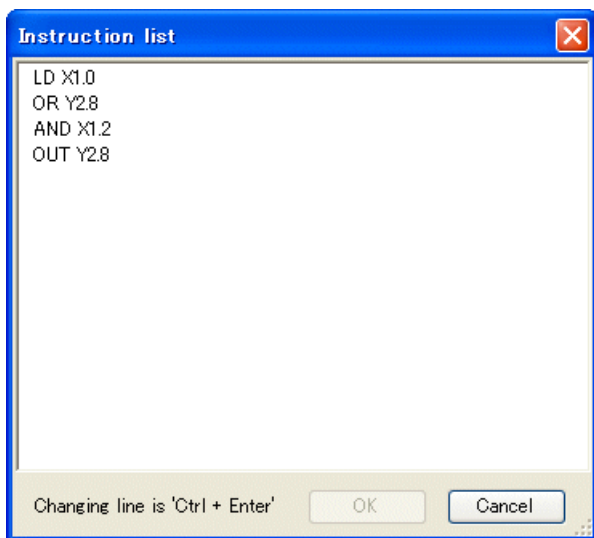 Instruction list
LD X1.0
OR Y2.8
AND X1.2
OUT Y2.8
Changing line is 'Ctrl + Enter'
OK
Cancel